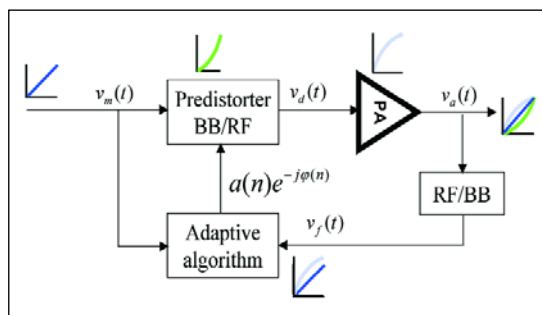 v_m(t)
Predistorter
BB/RF
v_d(t)
PA
v_a(t)
a(n)e^{-jφ(n)}
RF/BB
Adaptive
algorithm
v_f(t)